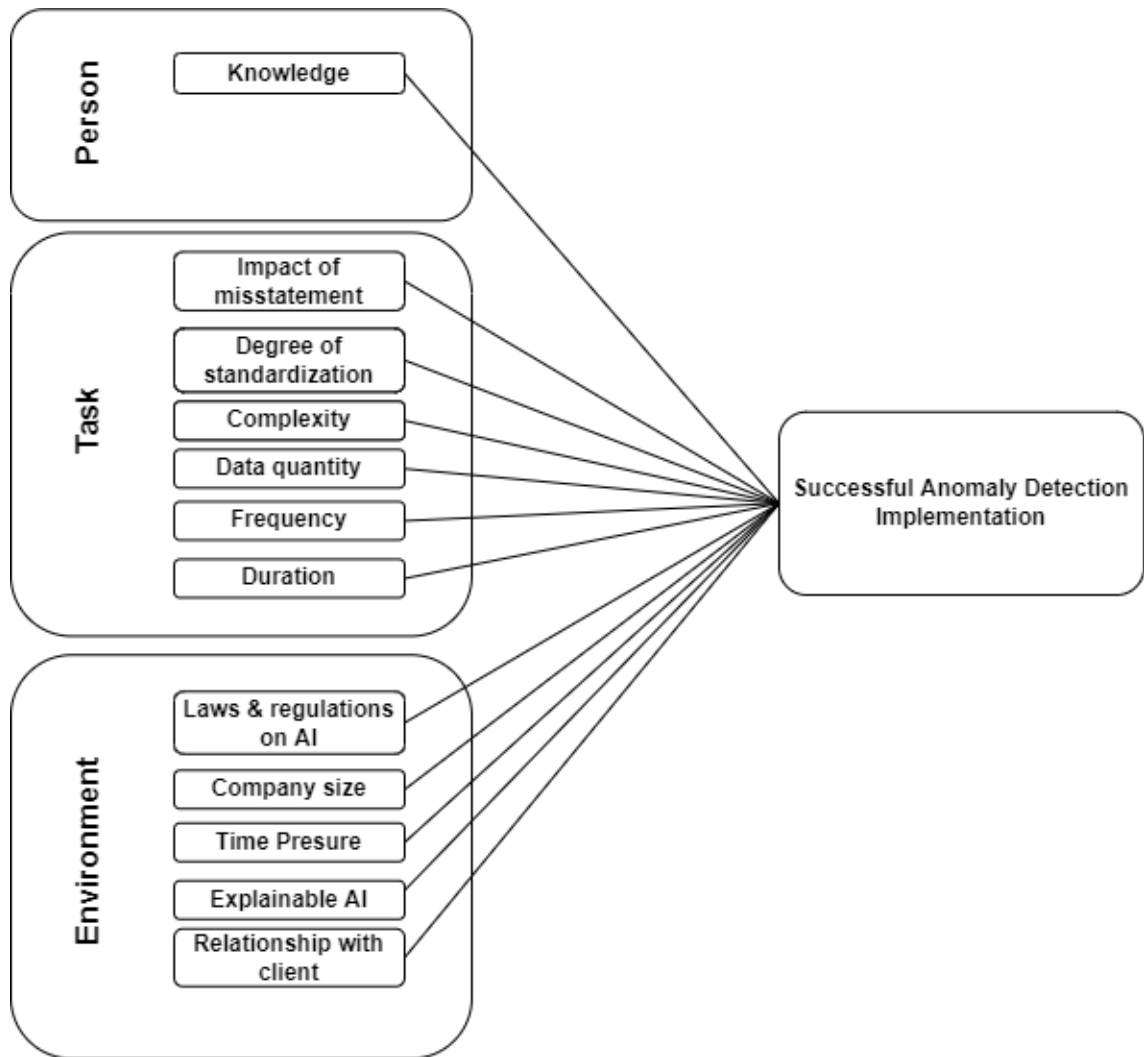 Person
Knowledge
Task
Impact of
misstatement
Degree of
standardization
Complexity
Data quantity
Frequency
Duration
Environment
Laws & regulations
on AI
Company size
Time Presure
Explainable AI
Relationship with
client
Successful Anomaly Detection
Implementation